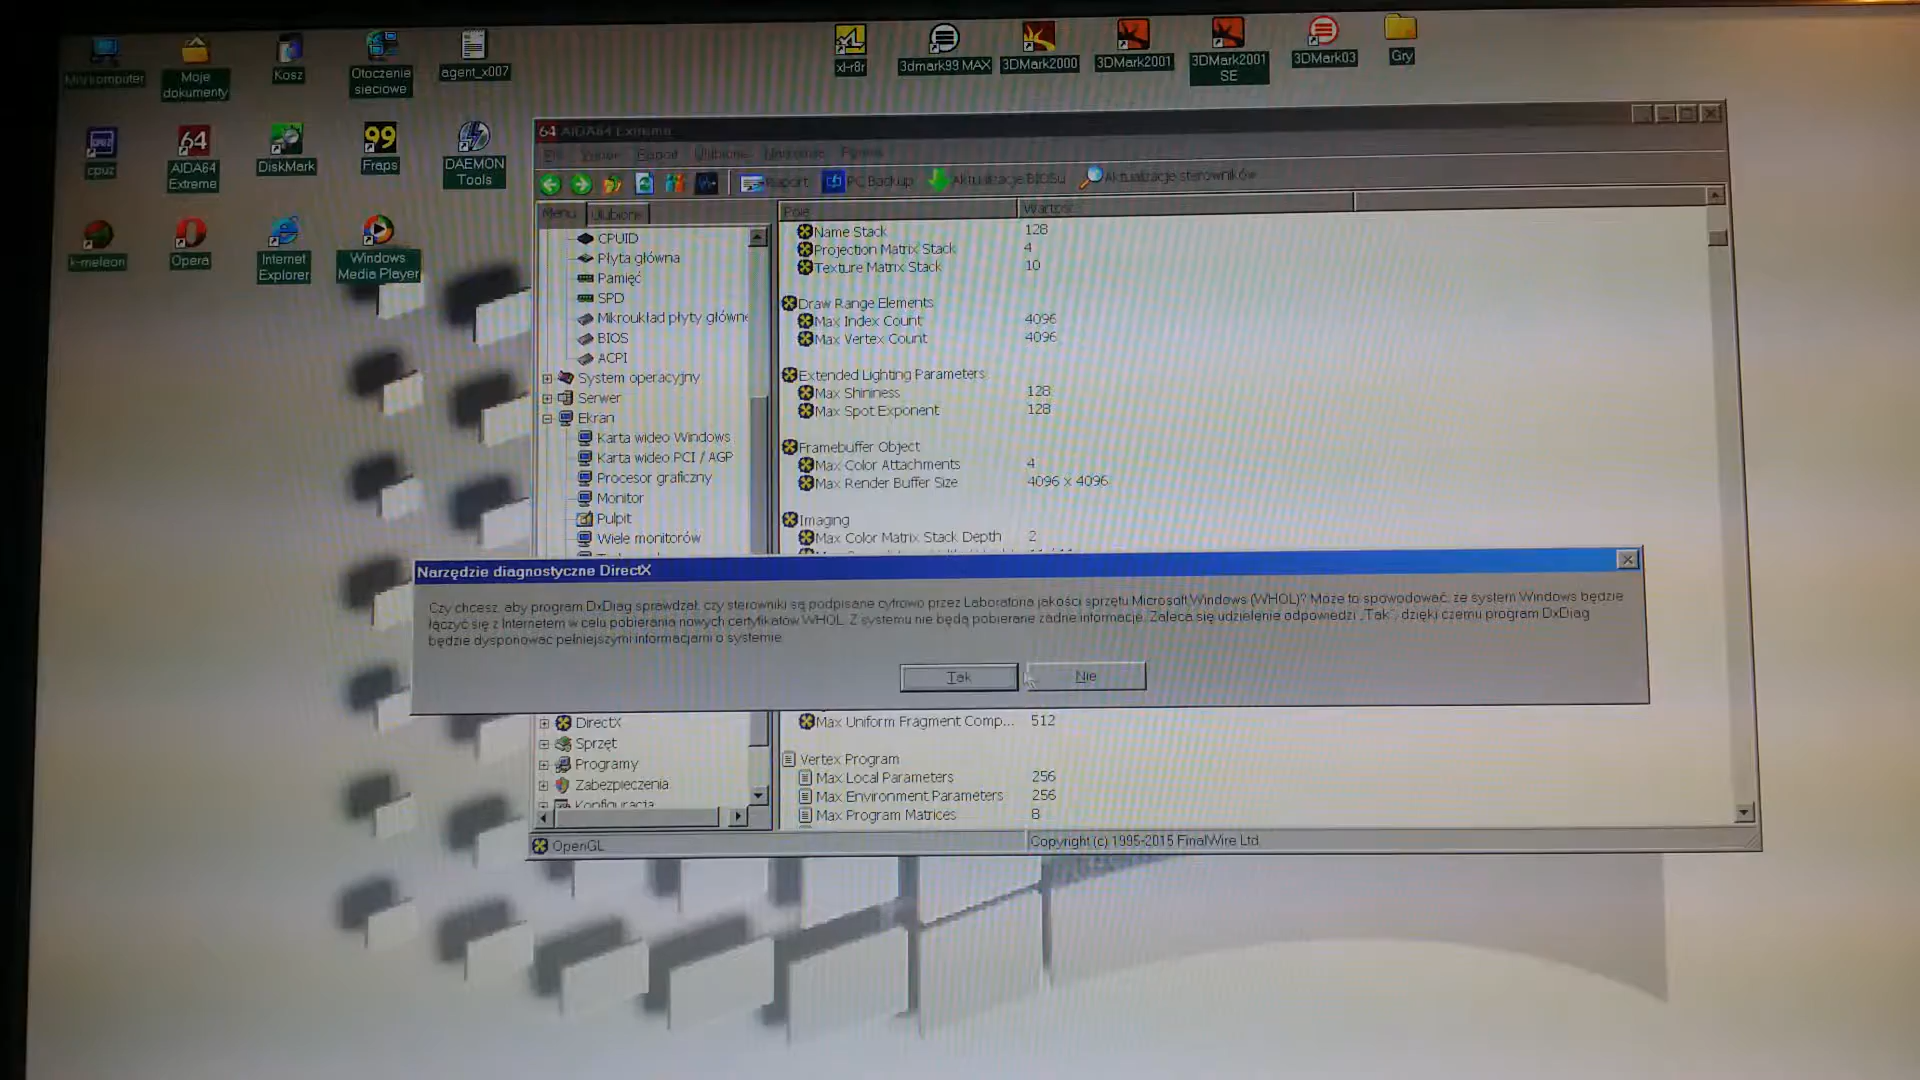 Mój komputer
Moje
dokumenty
Kosz
Otoczenie
sieciowe
agent_x007
xl-r8r
3dmark99 MAX
3DMark2000
3DMark2001
3DMark2001
SE
3DMark03
Gry
cpuz
AIDA64
Extreme
DiskMark
Fraps
DAEMON
Tools
k-meleon
Opera
Internet
Explorer
Windows
Media Player
64 AIDA64 Extreme
Plik Widok Raport Ulubione Narzędzia Pomoc
Raport PC Backup Aktualizacje BIOSu Aktualizacje sterowników
Menu Ulubione
CPUID
Płyta główna
Pamięć
SPD
Mikroukład płyty główne
BIOS
ACPI
System operacyjny
Serwer
Ekran
Karta wideo Windows
Karta wideo PCI / AGP
Procesor graficzny
Monitor
Pulpit
Wiele monitorów
Pole Wartość
Name Stack 128
Projection Matrix Stack 4
Texture Matrix Stack 10
Draw Range Elements
Max Index Count 4096
Max Vertex Count 4096
Extended Lighting Parameters
Max Shininess 128
Max Spot Exponent 128
Framebuffer Object
Max Color Attachments 4
Max Render Buffer Size 4096 x 4096
Imaging
Max Color Matrix Stack Depth 2
Narzędzie diagnostyczne DirectX
Czy chcesz, aby program DxDiag sprawdzał, czy sterowniki są podpisane cyfrowo przez Laboratoria jakości sprzętu Microsoft Windows (WHQL)? Może to spowodować, że system Windows będzie
łączyć się z Internetem w celu pobierania nowych certyfikatów WHQL. Z systemu nie będą pobierane żadne informacje. Zaleca się udzielenie odpowiedzi „Tak”, dzięki czemu program DxDiag
będzie dysponować pełniejszymi informacjami o systemie.
Tak Nie
DirectX
Sprzęt
Programy
Zabezpieczenia
Konfiguracja
Max Uniform Fragment Comp... 512
Vertex Program
Max Local Parameters 256
Max Environment Parameters 256
Max Program Matrices 8
OpenGL
Copyright (c) 1995-2015 FinalWire Ltd.